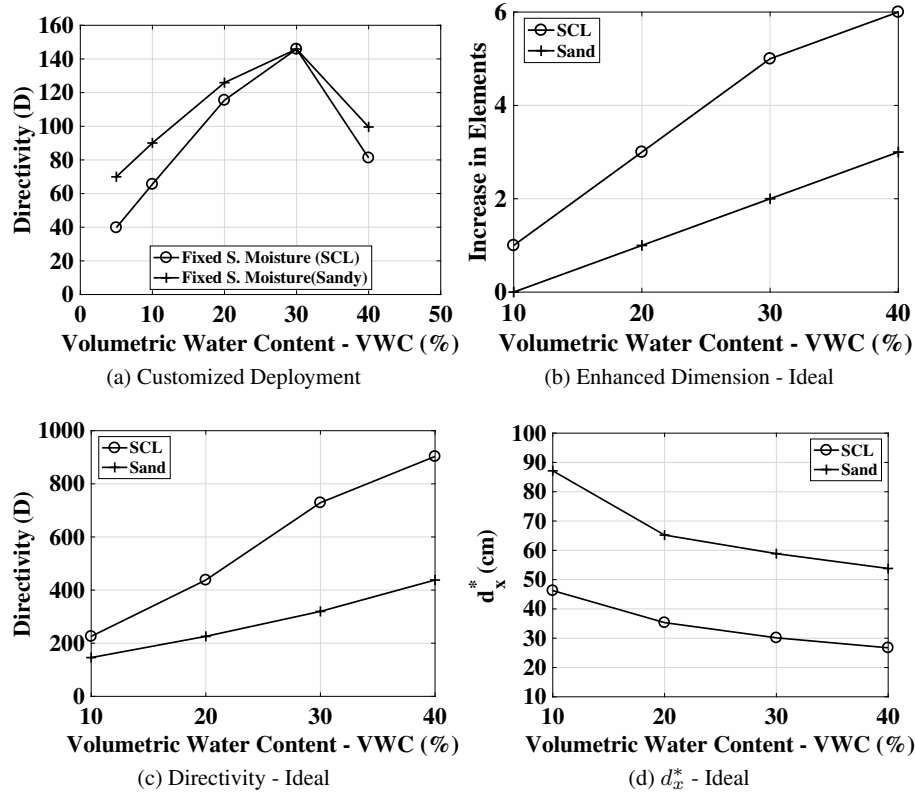 160
140
120
100
80
60
40
20
0
Directivity (D)
Fixed S. Moisture (SCL)
Fixed S. Moisture(Sandy)
0 10 20 30 40 50
Volumetric Water Content - VWC (%)
(a) Customized Deployment
6
4
2
0
Increase in Elements
SCL
Sand
10 20 30 40
Volumetric Water Content - VWC (%)
(b) Enhanced Dimension - Ideal
1000
800
600
400
200
0
Directivity (D)
SCL
Sand
10 20 30 40
Volumetric Water Content - VWC (%)
(c) Directivity - Ideal
100
90
80
70
60
50
40
30
20
10
d*x (cm)
SCL
Sand
10 20 30 40
Volumetric Water Content - VWC (%)
(d) d*x - Ideal